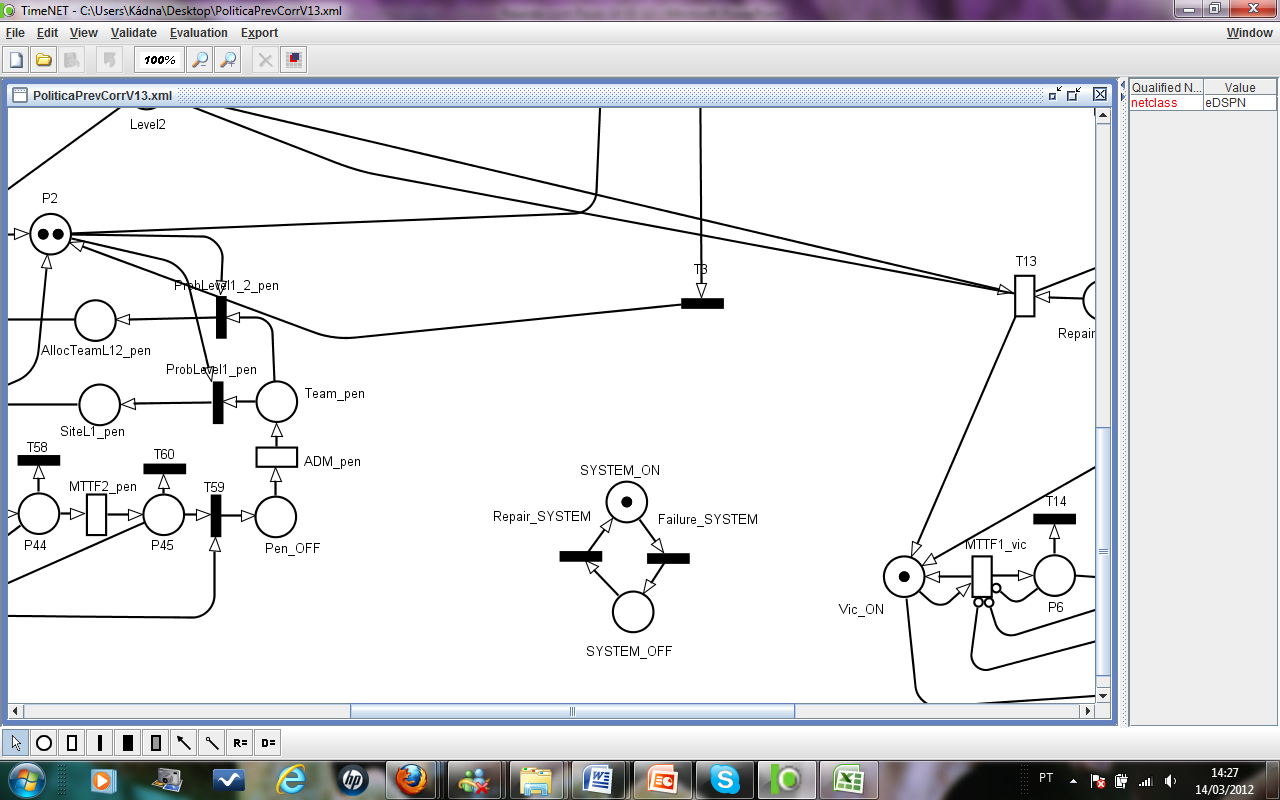 TimeNET - C:\Users\Kádna\Desktop\PoliticaPrevCorrV13.xml
File Edit View Validate Evaluation Export Window
100%
PoliticaPrevCorrV13.xml
Qualified N... Value
netclass eDSPN
Level2
P2
T13
T3
ProbLevel1_2_pen
Repair
AllocTeamL12_pen
ProbLevel1_pen
Team_pen
SiteL1_pen
T58
T60
ADM_pen
SYSTEM_ON
MTTF2_pen
T59
T14
Repair_SYSTEM
Failure_SYSTEM
P44
P45
Pen_OFF
MTTF1_vic
Vic_ON
P6
SYSTEM_OFF
R= D=
hp
PT
14:27
14/03/2012